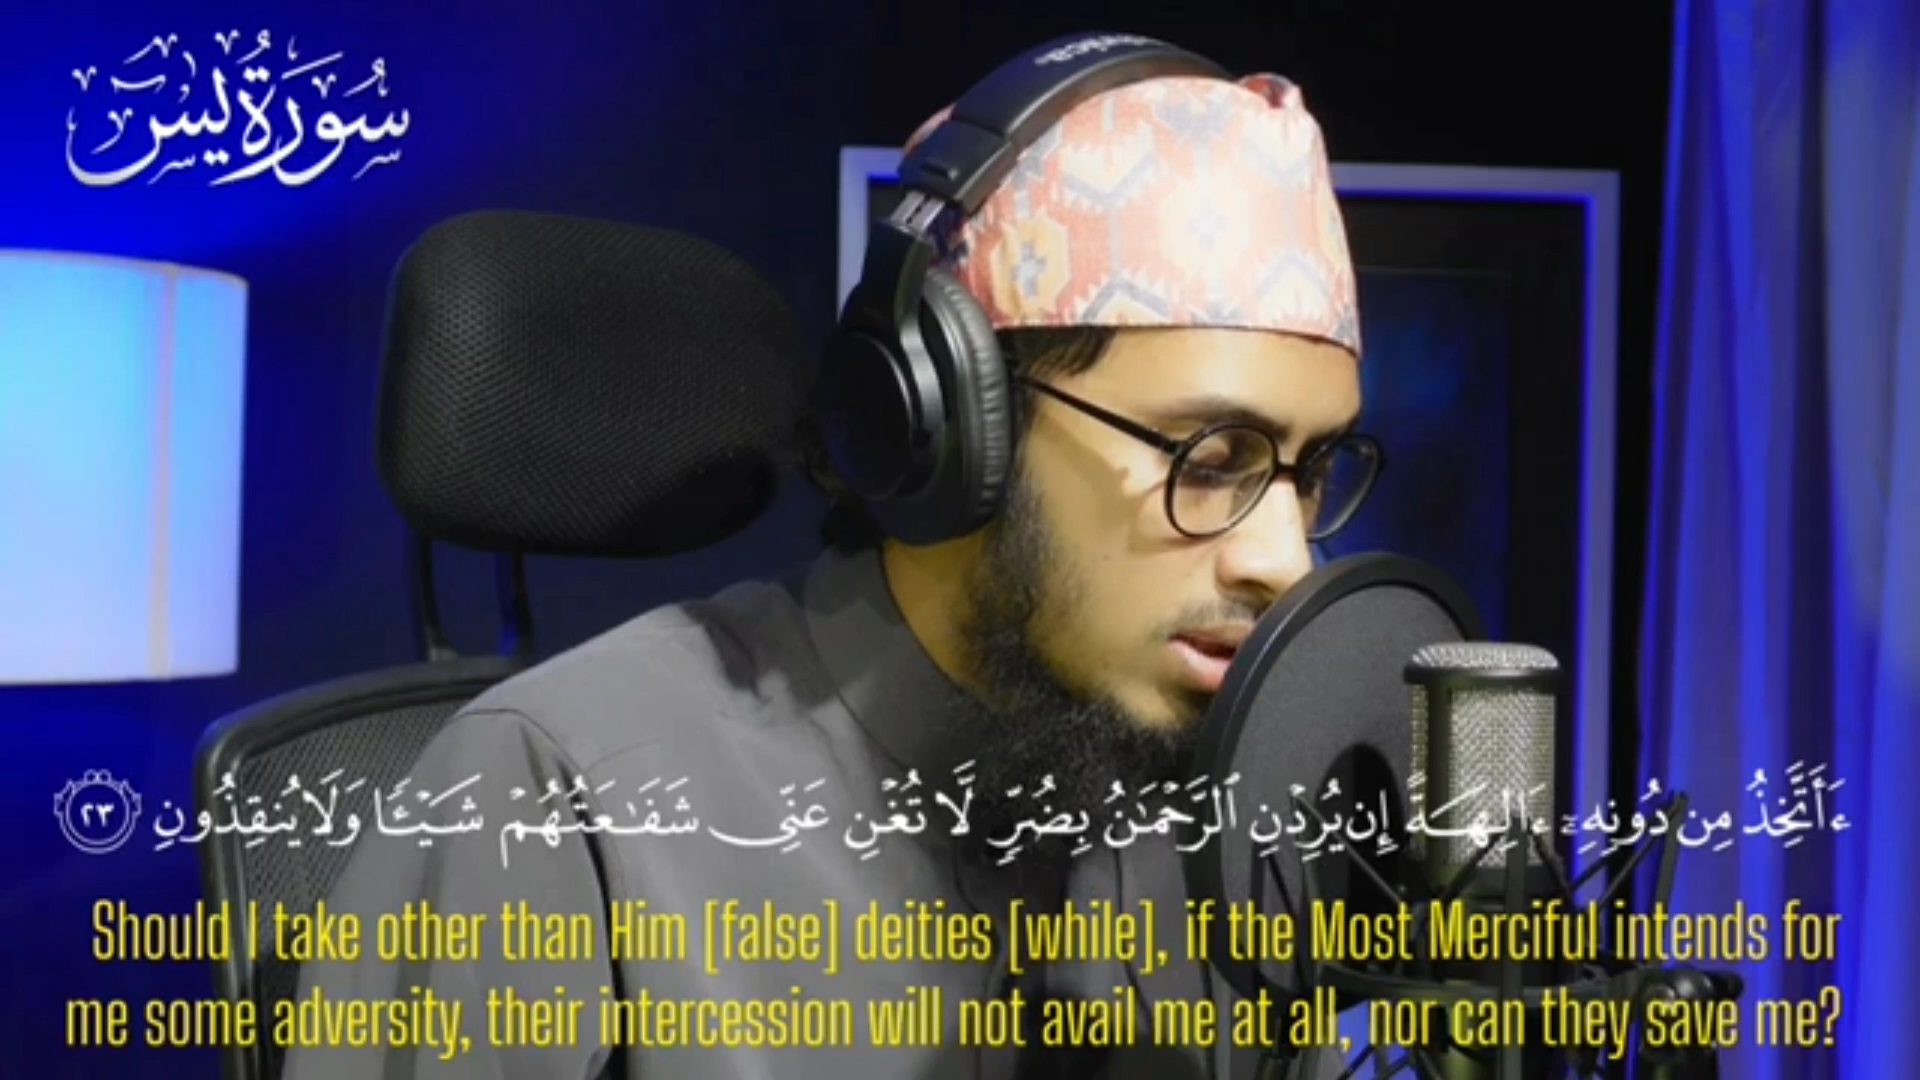 سُورَةُ يس
ءَأَتَّخِذُ مِن دُونِهِۦٓ ءَالِهَةً إِن يُرِدْنِ ٱلرَّحْمَٰنُ بِضُرٍّ لَّا تُغْنِ عَنِّى شَفَٰعَتُهُمْ شَيْـًٔا وَلَا يُنقِذُونِ ٢٣
Should I take other than Him [false] deities [while], if the Most Merciful intends for
me some adversity, their intercession will not avail me at all, nor can they save me?